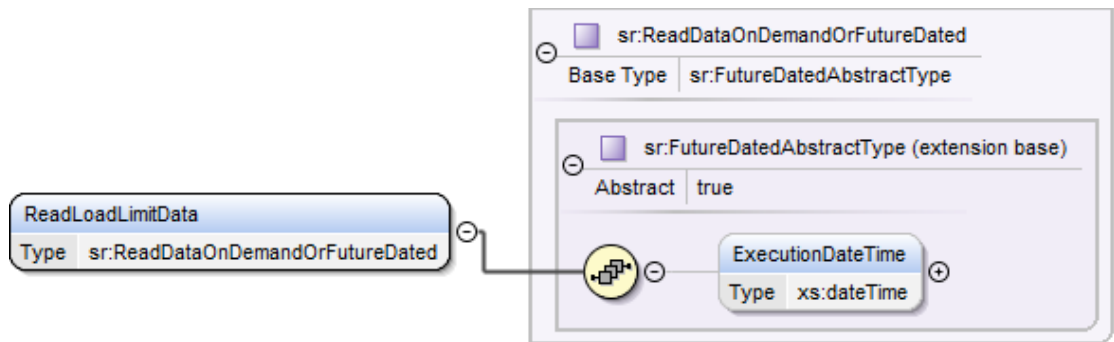 sr:ReadDataOnDemandOrFutureDated
Base Type sr:FutureDatedAbstractType
sr:FutureDatedAbstractType (extension base)
Abstract true
ReadLoadLimitData
Type sr:ReadDataOnDemandOrFutureDated
ExecutionDateTime
Type xs:dateTime